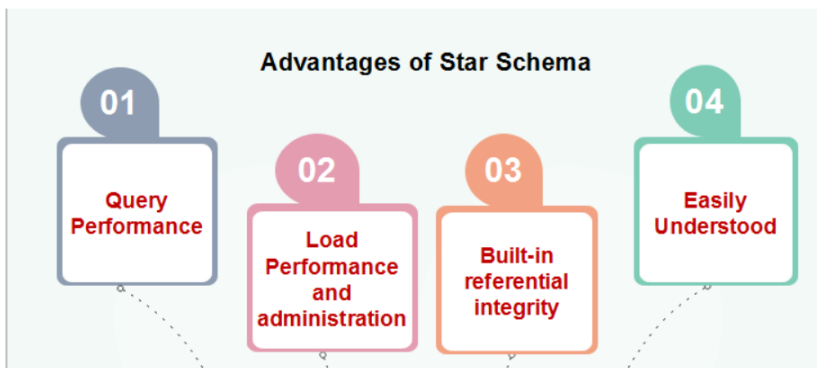 Advantages of Star Schema
01
Query
Performance
02
Load
Performance
and
administration
03
Built-in
referential
integrity
04
Easily
Understood